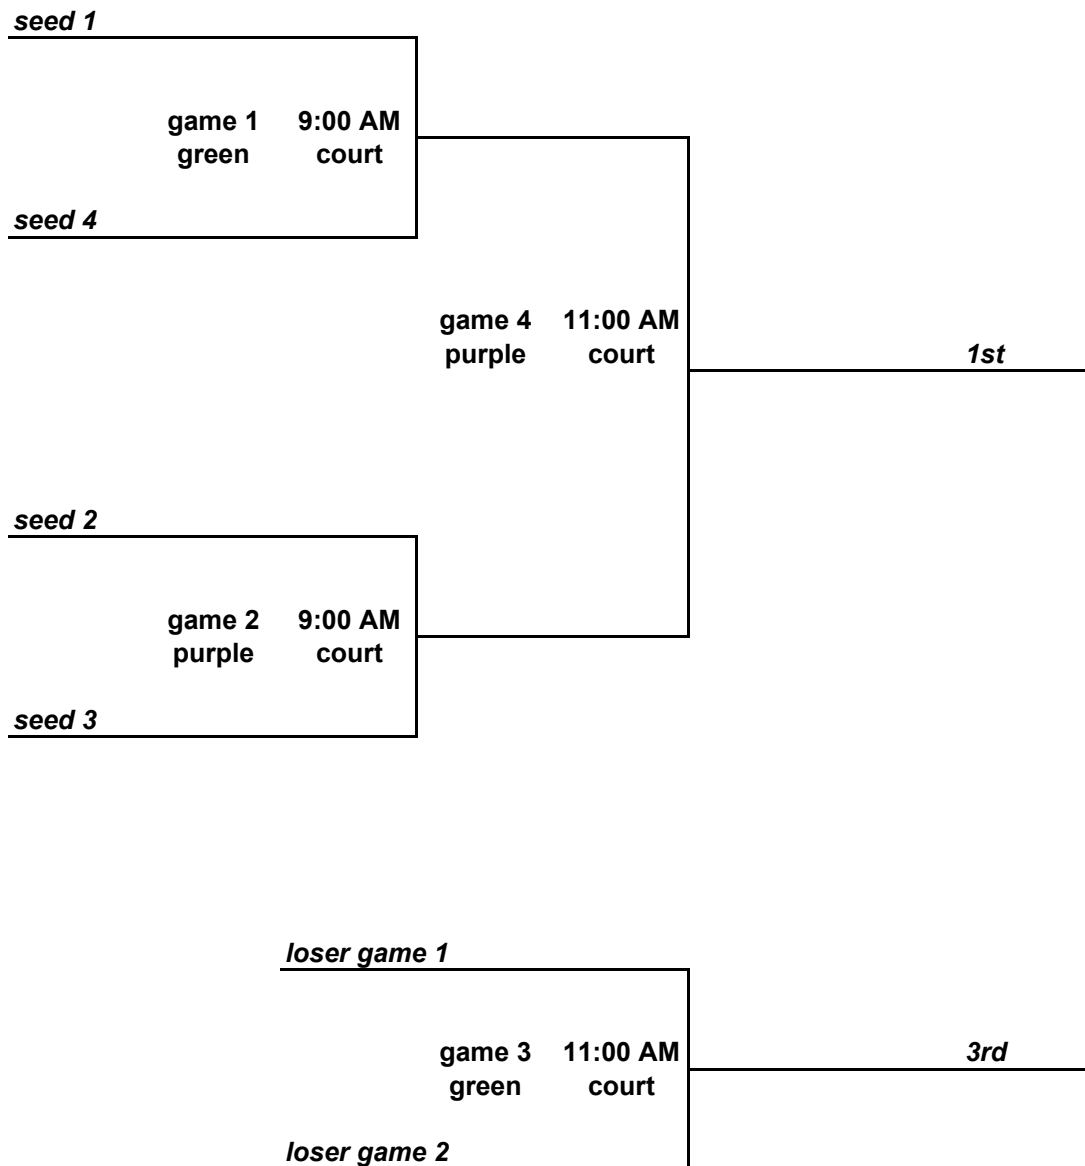 seed 1
game 1 9:00 AM
green court
seed 4
game 4 11:00 AM
purple court
1st
seed 2
game 2 9:00 AM
purple court
seed 3
loser game 1
game 3 11:00 AM
green court
3rd
loser game 2